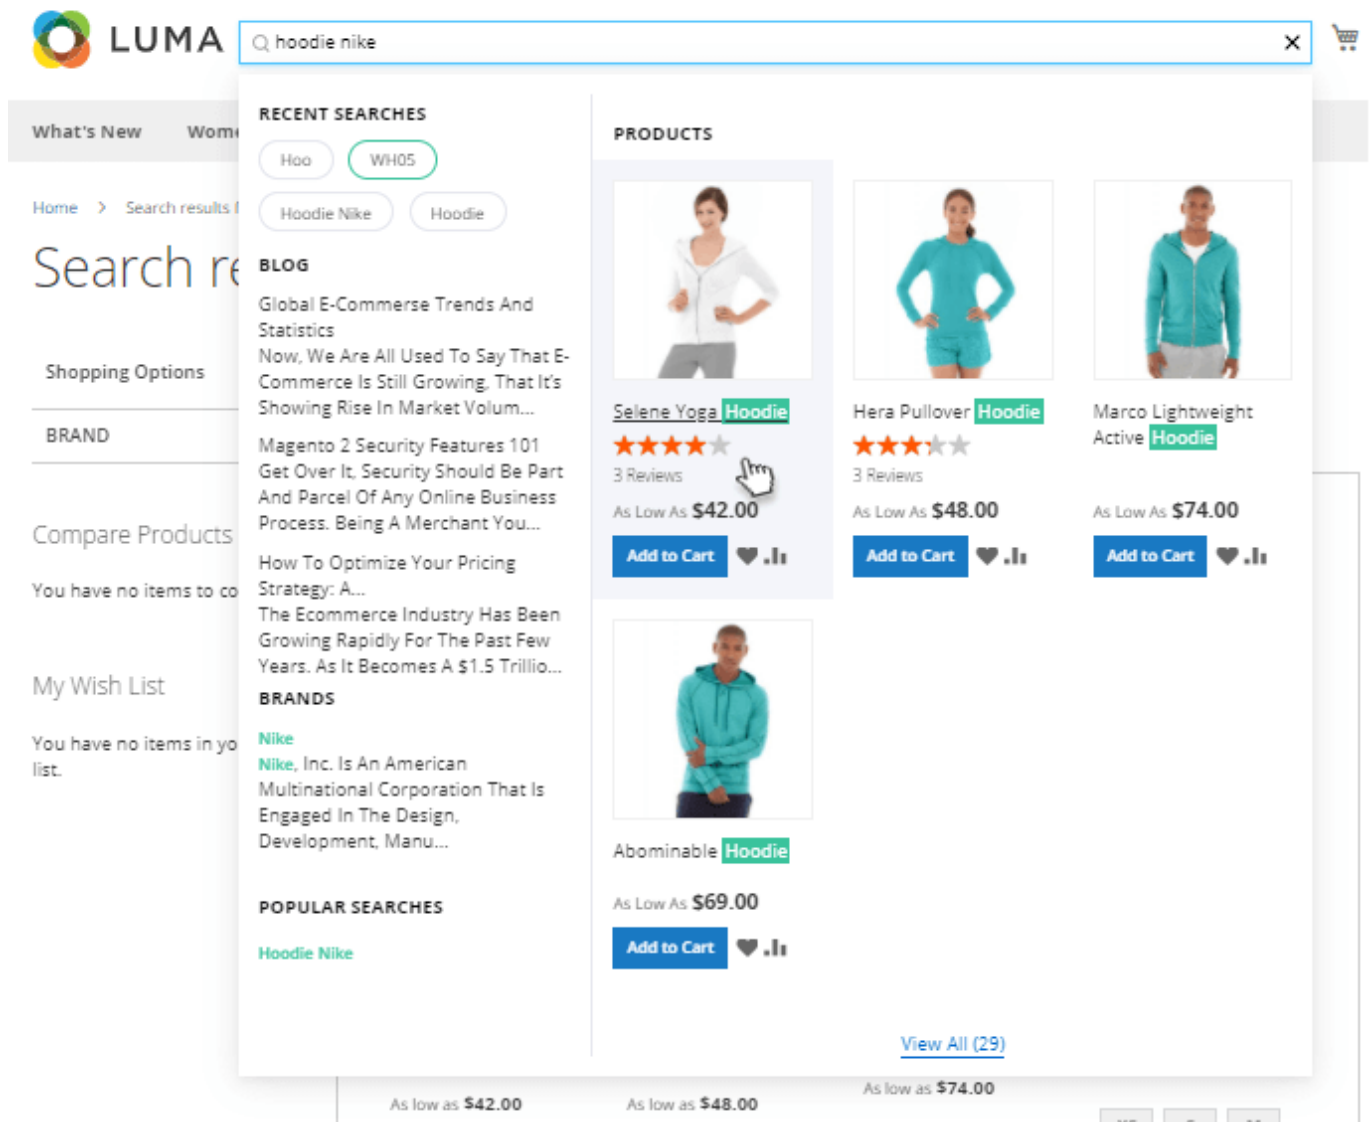 LUMA
hoodie nike
What's New
RECENT SEARCHES
Hoo
WH05
Hoodie Nike
Hoodie
Home > Search results
Search re
Shopping Options
BRAND
Compare Products
You have no items to co
My Wish List
You have no items in yo
list.
BLOG
Global E-Commerse Trends And
Statistics
Now, We Are All Used To Say That E-
Commerce Is Still Growing, That It's
Showing Rise In Market Volum...
Magento 2 Security Features 101
Get Over It, Security Should Be Part
And Parcel Of Any Online Business
Process. Being A Merchant You...
How To Optimize Your Pricing
Strategy: A...
The Ecommerce Industry Has Been
Growing Rapidly For The Past Few
Years. As It Becomes A $1.5 Trillio...
BRANDS
Nike
Nike, Inc. Is An American
Multinational Corporation That Is
Engaged In The Design,
Development, Manu...
POPULAR SEARCHES
Hoodie Nike
PRODUCTS
Selene Yoga Hoodie
3 Reviews
As Low As $42.00
Add to Cart
Hera Pullover Hoodie
3 Reviews
As Low As $48.00
Add to Cart
Marco Lightweight
Active Hoodie
As Low As $74.00
Add to Cart
Abominable Hoodie
As Low As $69.00
Add to Cart
View All (29)
As low as $42.00
As low as $48.00
As low as $74.00